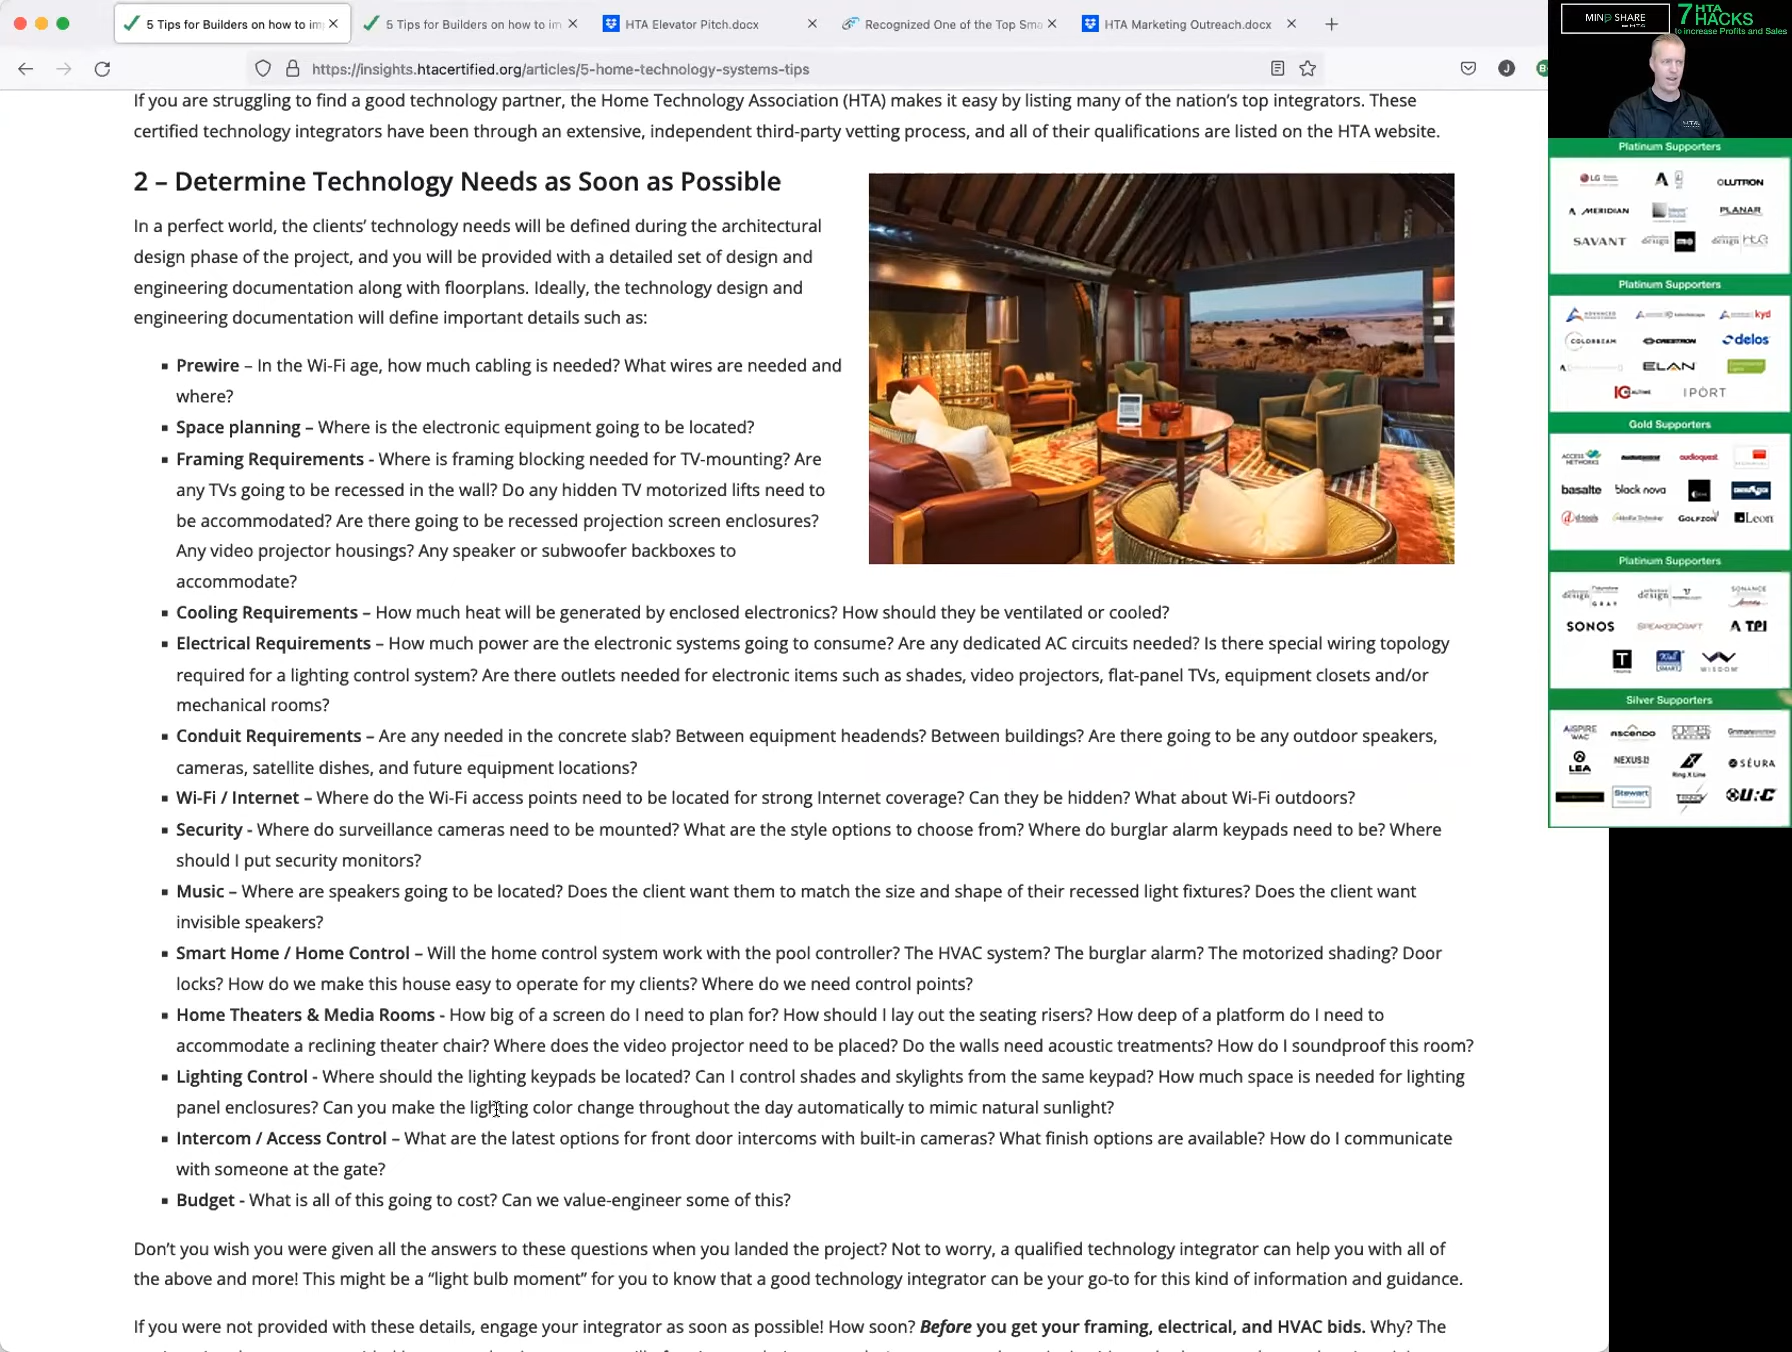 5 Tips for Builders on how to im
5 Tips for Builders on how to im
HTA Elevator Pitch.docx
Recognized One of the Top Smo
HTA Marketing Outreach.docx
https://insights.htacertified.org/articles/5-home-technology-systems-tips
J
If you are struggling to find a good technology partner, the Home Technology Association (HTA) makes it easy by listing many of the nation's top integrators. These
certified technology integrators have been through an extensive, independent third-party vetting process, and all of their qualifications are listed on the HTA website.
2 – Determine Technology Needs as Soon as Possible
In a perfect world, the clients' technology needs will be defined during the architectural
design phase of the project, and you will be provided with a detailed set of design and
engineering documentation along with floorplans. Ideally, the technology design and
engineering documentation will define important details such as:
Prewire – In the Wi-Fi age, how much cabling is needed? What wires are needed and
where?
Space planning – Where is the electronic equipment going to be located?
Framing Requirements - Where is framing blocking needed for TV-mounting? Are
any TVs going to be recessed in the wall? Do any hidden TV motorized lifts need to
be accommodated? Are there going to be recessed projection screen enclosures?
Any video projector housings? Any speaker or subwoofer backboxes to
accommodate?
Cooling Requirements – How much heat will be generated by enclosed electronics? How should they be ventilated or cooled?
Electrical Requirements – How much power are the electronic systems going to consume? Are any dedicated AC circuits needed? Is there special wiring topology
required for a lighting control system? Are there outlets needed for electronic items such as shades, video projectors, flat-panel TVs, equipment closets and/or
mechanical rooms?
Conduit Requirements – Are any needed in the concrete slab? Between equipment headends? Between buildings? Are there going to be any outdoor speakers,
cameras, satellite dishes, and future equipment locations?
Wi-Fi / Internet – Where do the Wi-Fi access points need to be located for strong Internet coverage? Can they be hidden? What about Wi-Fi outdoors?
Security - Where do surveillance cameras need to be mounted? What are the style options to choose from? Where do burglar alarm keypads need to be? Where
should I put security monitors?
Music – Where are speakers going to be located? Does the client want them to match the size and shape of their recessed light fixtures? Does the client want
invisible speakers?
Smart Home / Home Control – Will the home control system work with the pool controller? The HVAC system? The burglar alarm? The motorized shading? Door
locks? How do we make this house easy to operate for my clients? Where do we need control points?
Home Theaters & Media Rooms - How big of a screen do I need to plan for? How should I lay out the seating risers? How deep of a platform do I need to
accommodate a reclining theater chair? Where does the video projector need to be placed? Do the walls need acoustic treatments? How do I soundproof this room?
Lighting Control - Where should the lighting keypads be located? Can I control shades and skylights from the same keypad? How much space is needed for lighting
panel enclosures? Can you make the lighting color change throughout the day automatically to mimic natural sunlight?
Intercom / Access Control – What are the latest options for front door intercoms with built-in cameras? What finish options are available? How do I communicate
with someone at the gate?
Budget - What is all of this going to cost? Can we value-engineer some of this?
Don't you wish you were given all the answers to these questions when you landed the project? Not to worry, a qualified technology integrator can help you with all of
the above and more! This might be a “light bulb moment” for you to know that a good technology integrator can be your go-to for this kind of information and guidance.
If you were not provided with these details, engage your integrator as soon as possible! How soon? Before you get your framing, electrical, and HVAC bids. Why? The
MIND SHARE
7 HTA HACKS
to increase Profits and Sales
Platinum Supporters
LG
LUTRON
MERIDIAN
PLANAR
SAVANT
design
design hta
Platinum Supporters
ADVANCED
kyd
COLORBEAM
CRESTRON
delos
ELAN
IC REALTIME
IPORT
Gold Supporters
ACCESS NETWORKS
audioquest
basalte
black nova
d-tools
GOLFZON
Leon
Platinum Supporters
design
GRAY
design
SONANCE
SONOS
SPEAKERCRAFT
TPI
WISDOM
Silver Supporters
AISPIRE
WAC
ascendo
LEA
NEXUS 21
Ring X Line
SÉURA
Stewart
URC